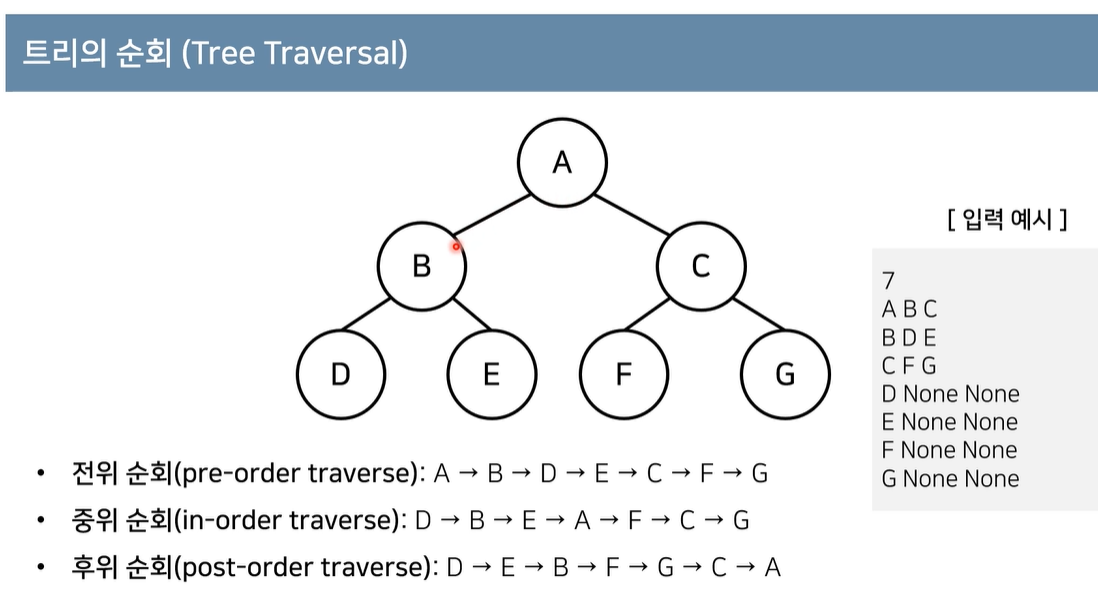 트리의 순회 (Tree Traversal)
A
B
C
D
E
F
G
[ 입력 예시 ]
7
A B C
B D E
C F G
D None None
E None None
F None None
G None None
• 전위 순회(pre-order traverse): A → B → D → E → C → F → G
• 중위 순회(in-order traverse): D → B → E → A → F → C → G
• 후위 순회(post-order traverse): D → E → B → F → G → C → A